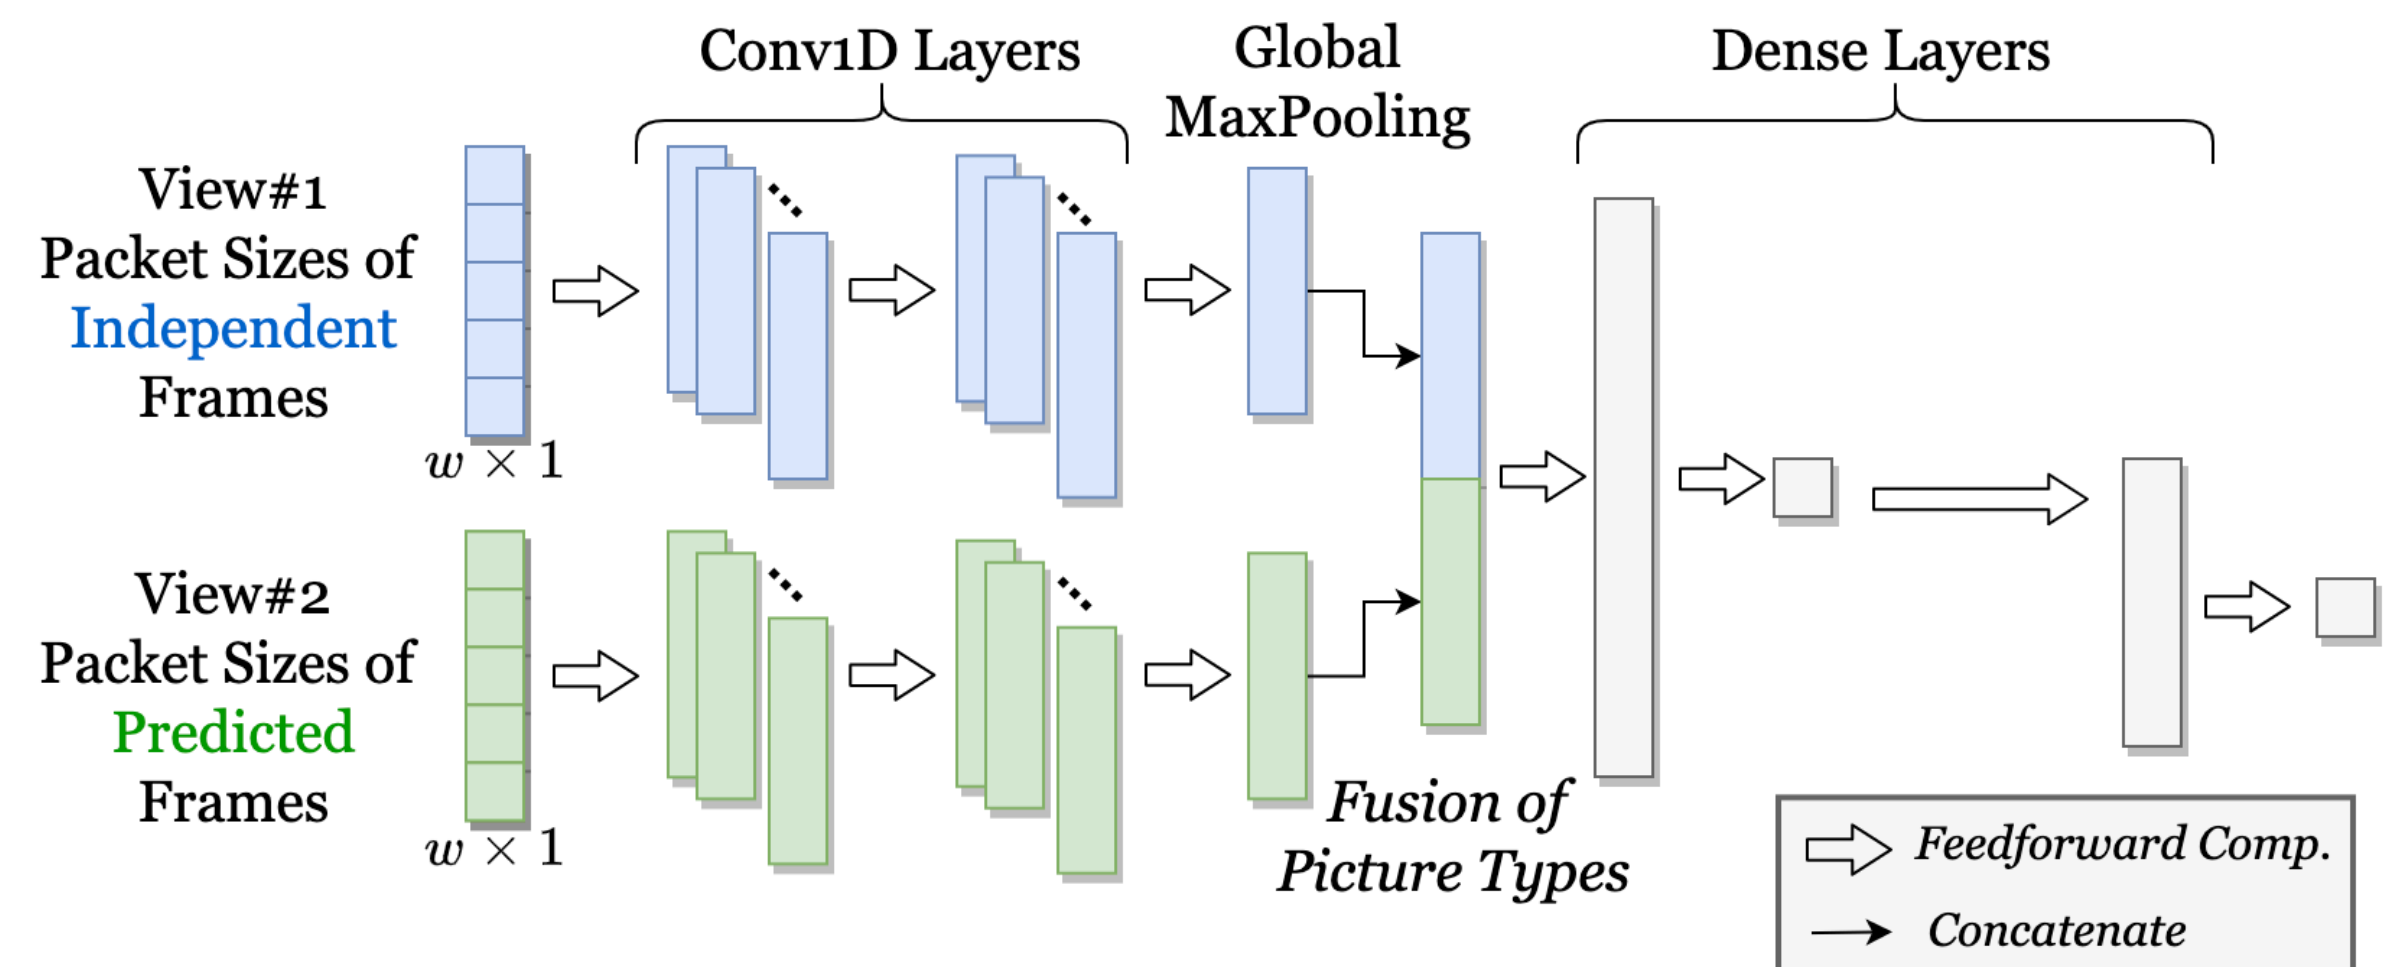 Conv1D Layers
Global
MaxPooling
Dense Layers
View#1
Packet Sizes of
Independent
Frames
w × 1
View#2
Packet Sizes of
Predicted
Frames
w × 1
Fusion of
Picture Types
Feedforward Comp.
Concatenate